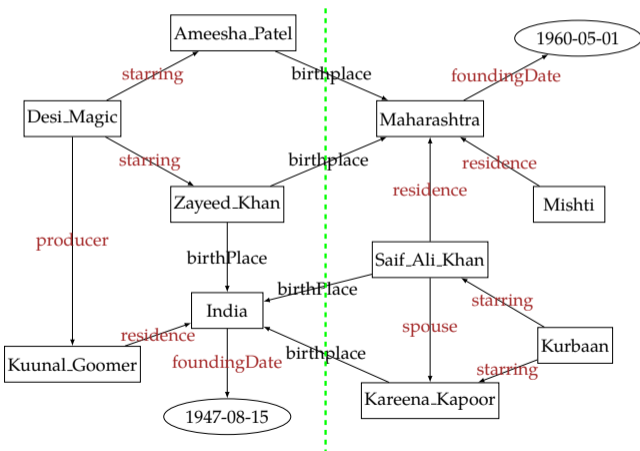 Ameesha_Patel
1960-05-01
starring
birthplace
foundingDate
Desi_Magic
Maharashtra
starring
birthplace
residence
residence
Zayeed_Khan
Mishti
producer
birthPlace
Saif_Ali_Khan
birthPlace
starring
India
spouse
residence
Kurbaan
foundingDate
birthplace
starring
Kuunal_Goomer
Kareena_Kapoor
1947-08-15